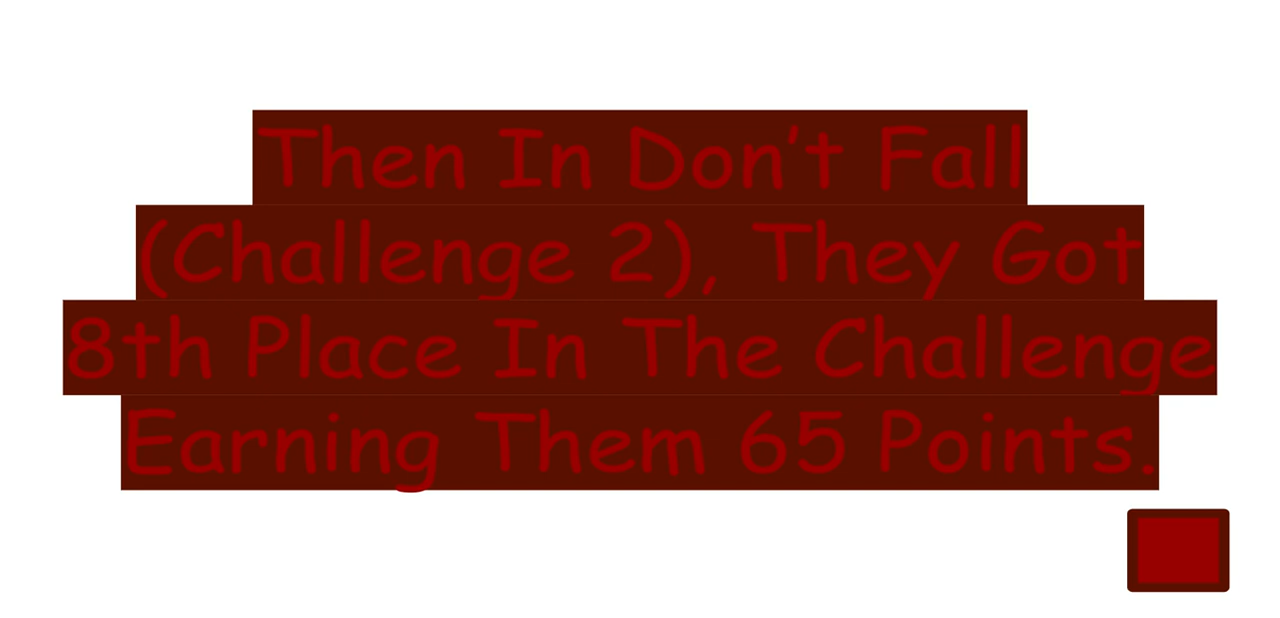 Then In Don’t Fall
(Challenge 2), They Got
8th Place In The Challenge
Earning Them 65 Points.